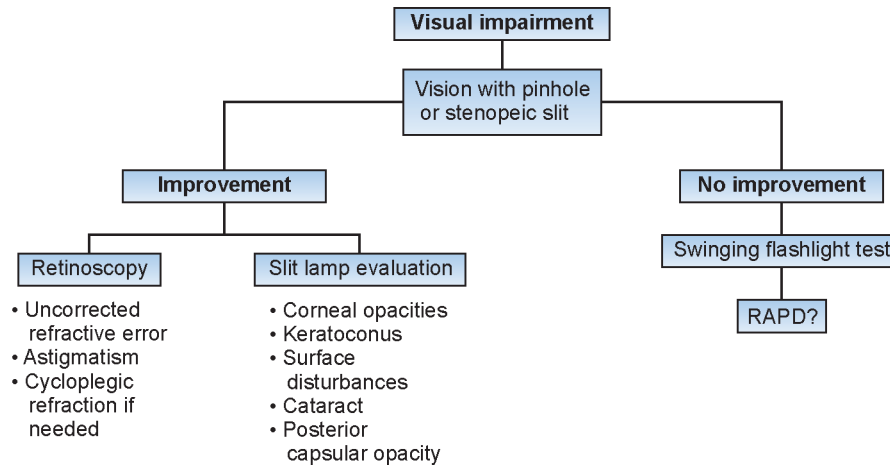 Visual impairment
Vision with pinhole
or stenopeic slit
Improvement
No improvement
Retinoscopy
Slit lamp evaluation
Swinging flashlight test
RAPD?
• Uncorrected
refractive error
• Astigmatism
• Cycloplegic
refraction if
needed
• Corneal opacities
• Keratoconus
• Surface
disturbances
• Cataract
• Posterior
capsular opacity